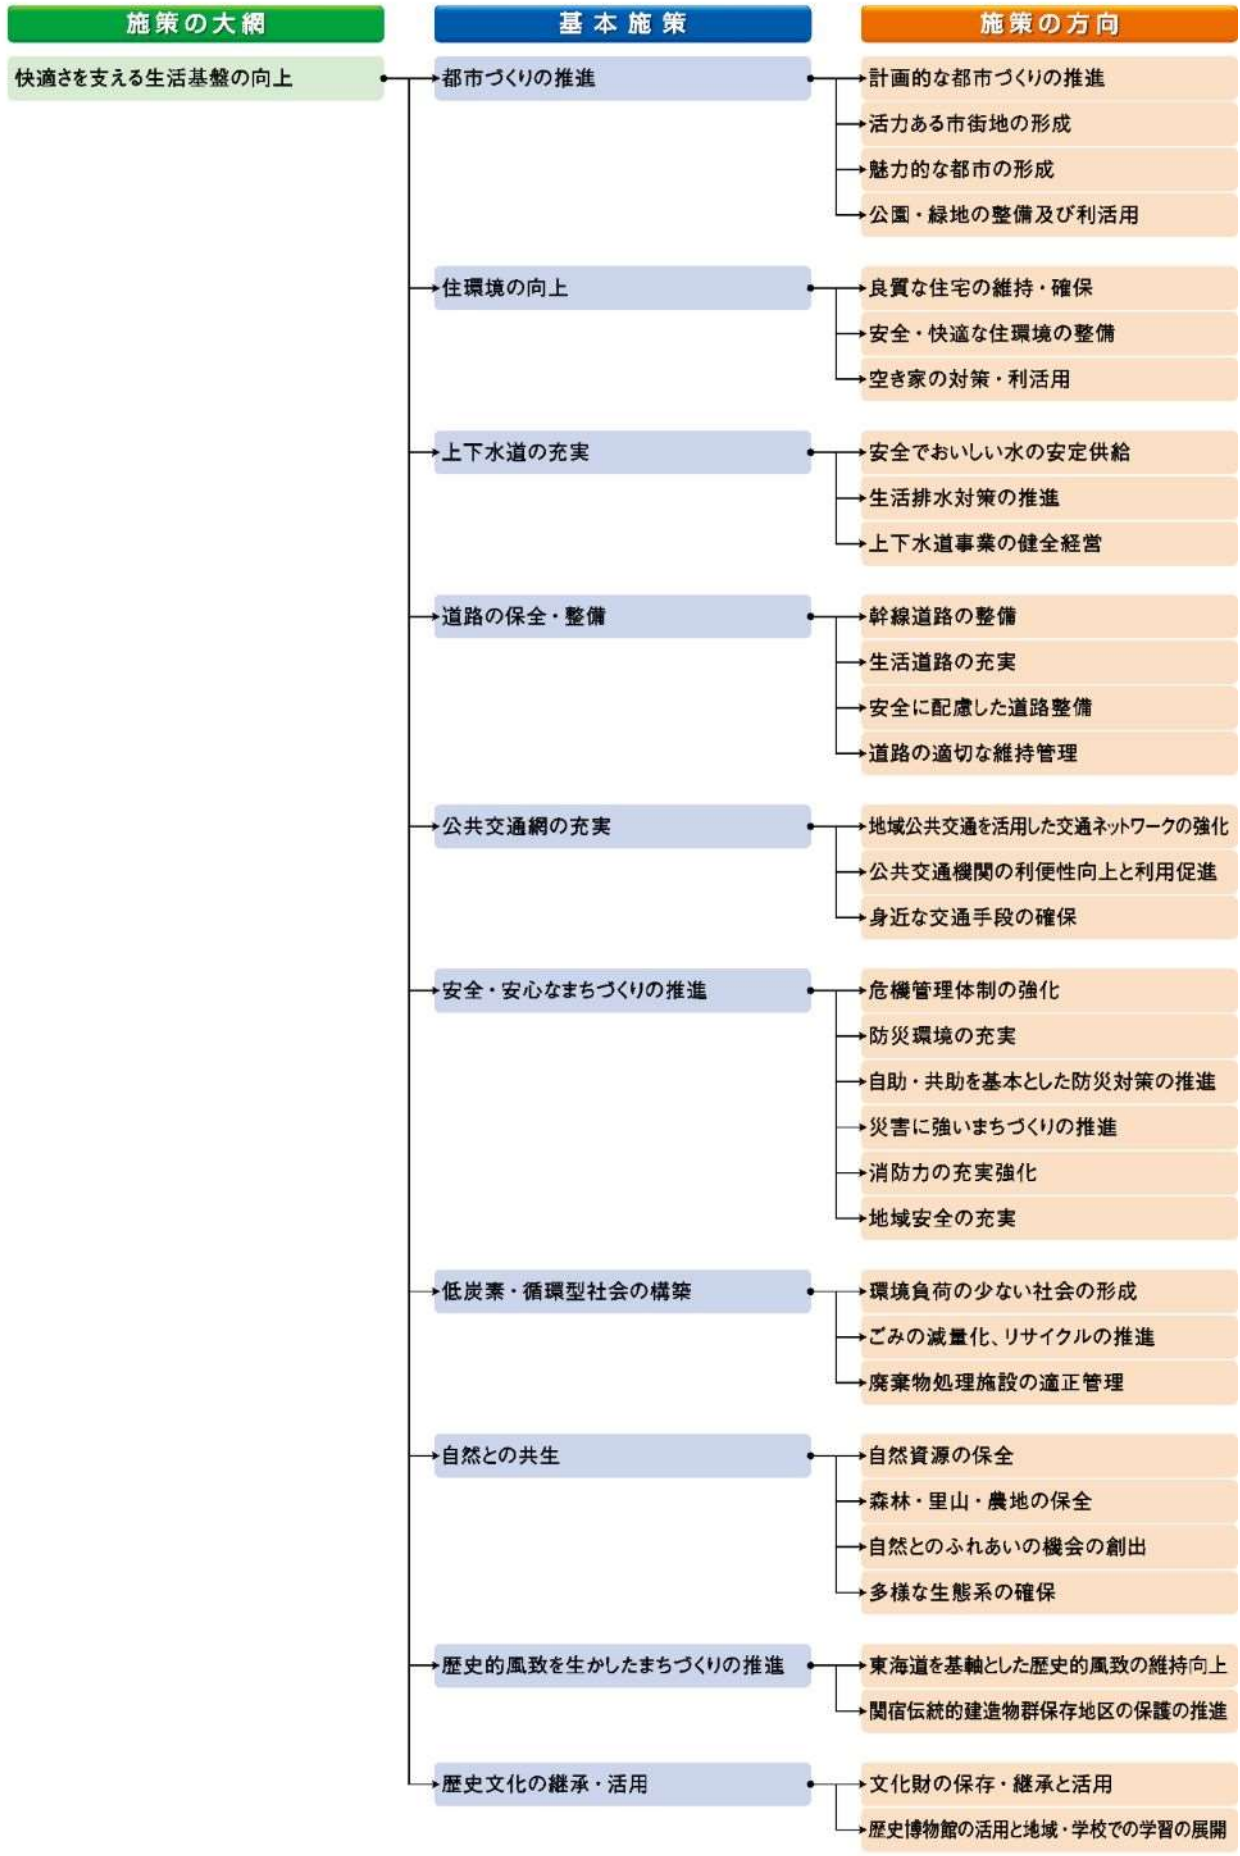 施策の大綱
基本施策
施策の方向
快適さを支える生活基盤の向上
都市づくりの推進
計画的な都市づくりの推進
活力ある市街地の形成
魅力的な都市の形成
公園・緑地の整備及び利活用
住環境の向上
良質な住宅の維持・確保
安全・快適な住環境の整備
空き家の対策・利活用
上下水道の充実
安全でおいしい水の安定供給
生活排水対策の推進
上下水道事業の健全経営
道路の保全・整備
幹線道路の整備
生活道路の充実
安全に配慮した道路整備
道路の適切な維持管理
公共交通網の充実
地域公共交通を活用した交通ネットワークの強化
公共交通機関の利便性向上と利用促進
身近な交通手段の確保
安全・安心なまちづくりの推進
危機管理体制の強化
防災環境の充実
自助・共助を基本とした防災対策の推進
災害に強いまちづくりの推進
消防力の充実強化
地域安全の充実
低炭素・循環型社会の構築
環境負荷の少ない社会の形成
ごみの減量化、リサイクルの推進
廃棄物処理施設の適正管理
自然との共生
自然資源の保全
森林・里山・農地の保全
自然とのふれあいの機会の創出
多様な生態系の確保
歴史的風致を生かしたまちづくりの推進
東海道を基軸とした歴史的風致の維持向上
関宿伝統的建造物群保存地区の保護の推進
歴史文化の継承・活用
文化財の保存・継承と活用
歴史博物館の活用と地域・学校での学習の展開